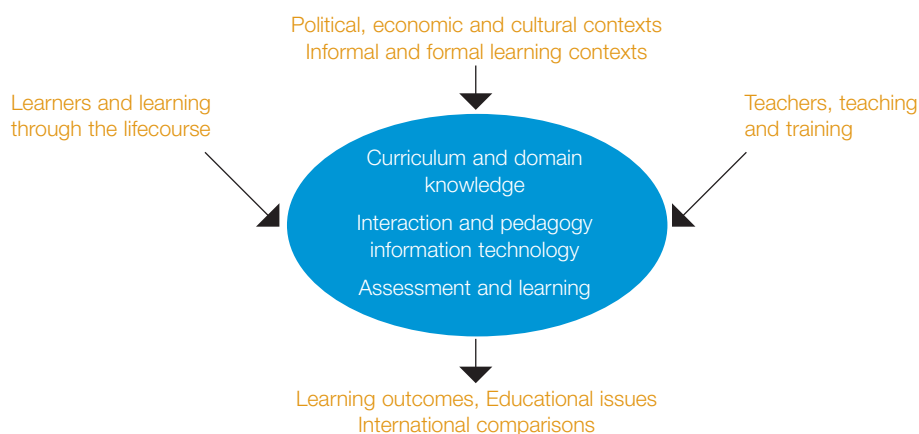 Political, economic and cultural contexts
Informal and formal learning contexts
Learners and learning
through the lifecourse
Teachers, teaching
and training
Curriculum and domain
knowledge
Interaction and pedagogy
information technology
Assessment and learning
Learning outcomes, Educational issues
International comparisons